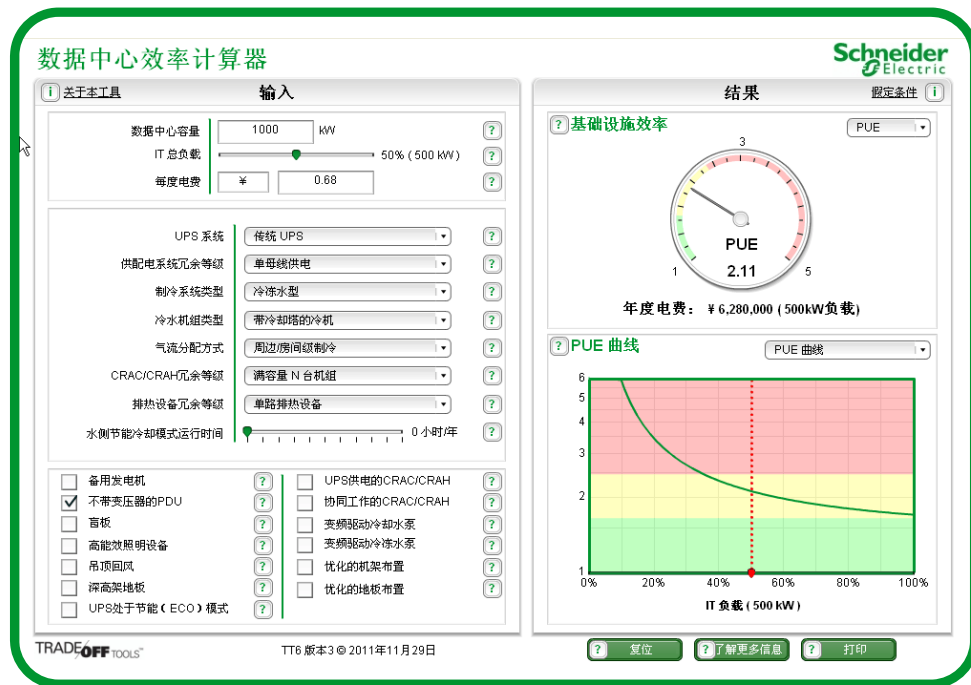 数据中心效率计算器
Schneider
Electric
i 关于本工具
输入
数据中心容量 1000 kW ?
IT 总负载 50% ( 500 kW ) ?
每度电费 ¥ 0.68 ?
UPS 系统 传统 UPS ?
供配电系统冗余等级 单母线供电 ?
制冷系统类型 冷冻水型 ?
冷水机组类型 带冷却塔的冷机 ?
气流分配方式 周边/房间级制冷 ?
CRAC/CRAH冗余等级 满容量 N 台机组 ?
排热设备冗余等级 单路排热设备 ?
水侧节能冷却模式运行时间 0 小时/年 ?
备用发电机 ?
不带变压器的PDU ?
盲板 ?
高能效照明设备 ?
吊顶回风 ?
深高架地板 ?
UPS处于节能 ( ECO ) 模式 ?
UPS供电的CRAC/CRAH ?
协同工作的CRAC/CRAH ?
变频驱动冷却水泵 ?
变频驱动冷冻水泵 ?
优化的机架布置 ?
优化的地板布置 ?
结果
假定条件 i
? 基础设施效率
PUE
3
1
5
PUE
2.11
年度电费: ¥ 6,280,000 ( 500kW负载)
? PUE 曲线
PUE 曲线
6
5
4
3
2
1
0% 20% 40% 60% 80% 100%
IT 负载 ( 500 kW )
TRADE OFF TOOLS™
TT6 版本3 © 2011年11月29日
? 复位
? 了解更多信息
? 打印